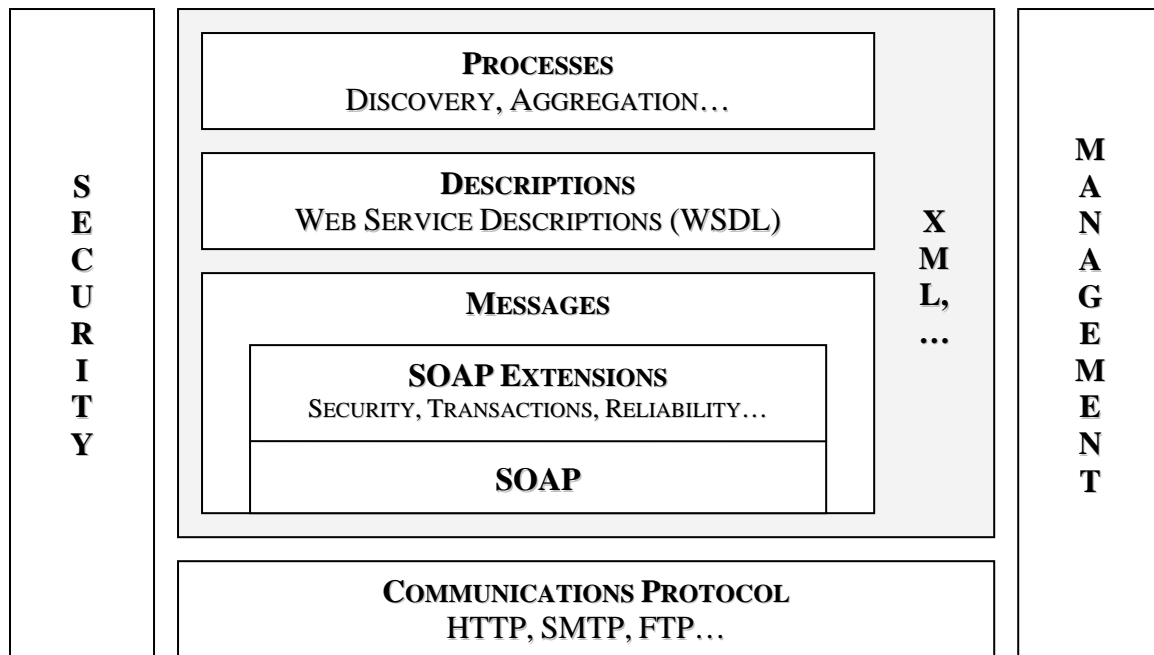 SECURITY
PROCESSES
DISCOVERY, AGGREGATION…
DESCRIPTIONS
WEB SERVICE DESCRIPTIONS (WSDL)
MESSAGES
SOAP EXTENSIONS
SECURITY, TRANSACTIONS, RELIABILITY…
SOAP
X
ML,
…
MANAGEMENT
COMMUNICATIONS PROTOCOL
HTTP, SMTP, FTP…